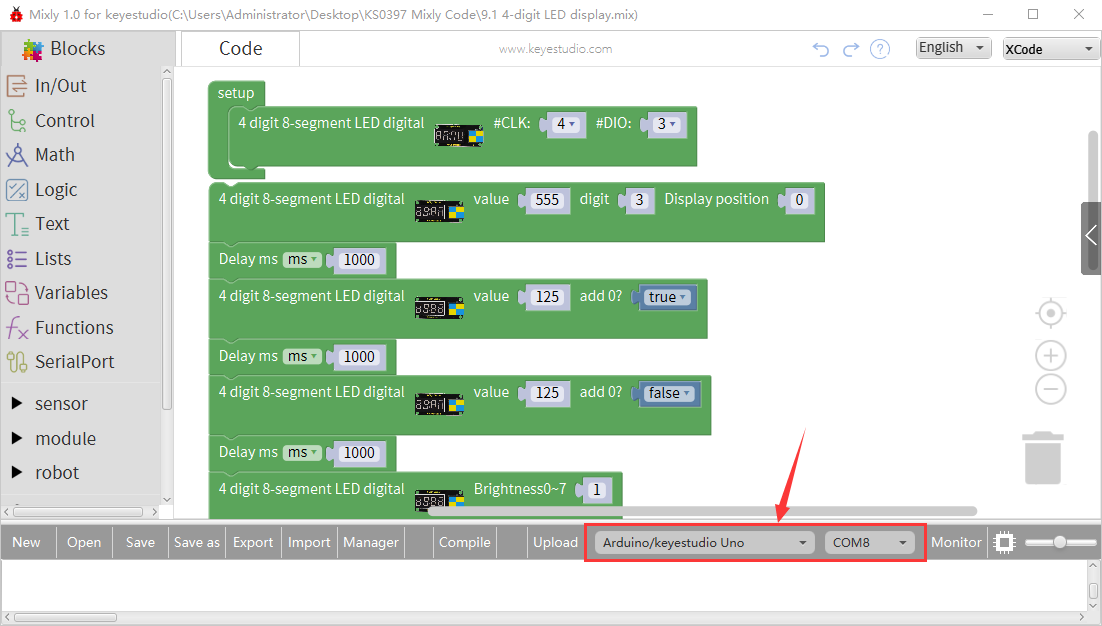 Mixly 1.0 for keyestudio(C:\Users\Administrator\Desktop\KS0397 Mixly Code\9.1 4-digit LED display.mix)
Blocks
Code
www.keyestudio.com
?
English
XCode
In/Out
Control
Math
Logic
Text
Lists
Variables
Functions
SerialPort
sensor
module
robot
setup
4 digit 8-segment LED digital #CLK: 4 #DIO: 3
4 digit 8-segment LED digital value 555 digit 3 Display position 0
Delay ms ms 1000
4 digit 8-segment LED digital value 125 add 0? true
Delay ms ms 1000
4 digit 8-segment LED digital value 125 add 0? false
Delay ms ms 1000
4 digit 8-segment LED digital Brightness0~7 1
New Open Save Save as Export Import Manager Compile Upload Arduino/keyestudio Uno COM8 Monitor